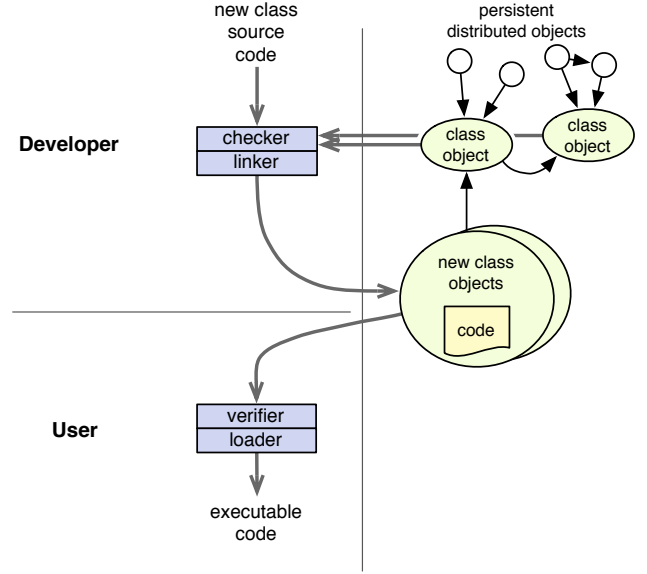 new class
source
code
persistent
distributed objects
Developer
checker
linker
class
object
class
object
new class
objects
code
User
verifier
loader
executable
code